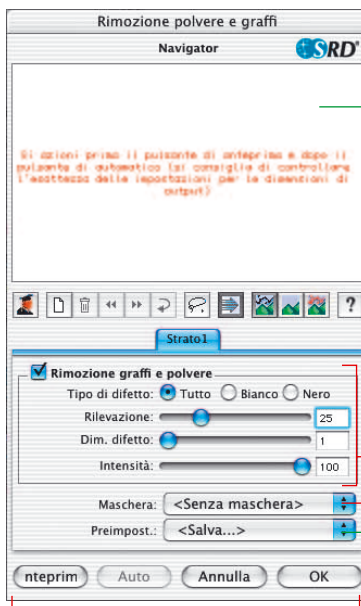 Rimozione polvere e graffi
Navigator
SRD
Si azioni prima il pulsante di anteprima e dopo il
pulsante di automatico (si consiglia di controllare
l'esattezza delle impostazioni per le dimensioni di
output)
?
Strato1
Rimozione graffi e polvere
Tipo di difetto: Tutto Bianco Nero
Rilevazione: 25
Dim. difetto: 1
Intensità: 100
Maschera: <Senza maschera>
Preimpost.: <Salva...>
nteprim Auto Annulla OK